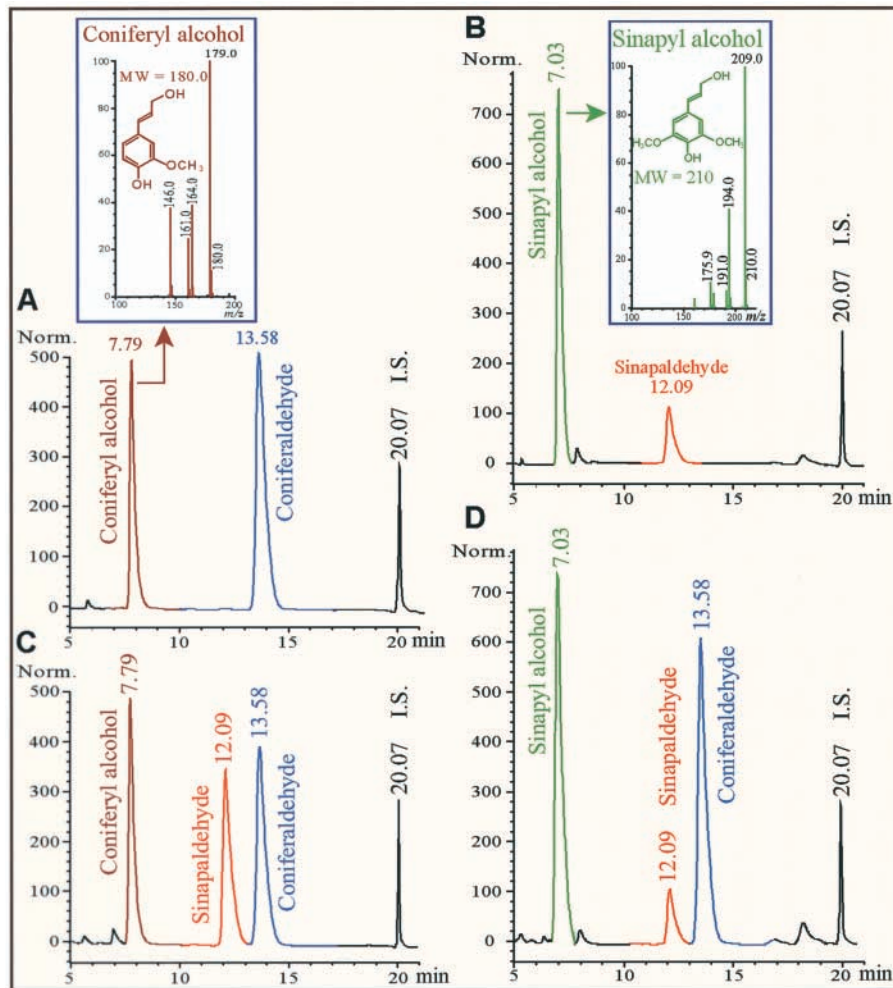 Coniferyl alcohol
179.0
MW = 180.0
OH
OCH3
OH
100
80
60
40
20
0
146.0
161.0
164.0
180.0
100
150
200
m/z
A
Norm.
500
400
300
200
100
0
7.79
Coniferyl alcohol
13.58
Coniferaldehyde
20.07 I.S.
5
10
15
20 min
B
Norm.
700
600
500
400
300
200
100
0
7.03
Sinapyl alcohol
Sinapyl alcohol
209.0
OH
H3CO
OCH3
OH
MW = 210
100
80
60
40
20
0
175.9
191.0
194.0
210.0
100
150
200
m/z
Sinapaldehyde
12.09
20.07 I.S.
5
10
15
20 min
C
Norm.
500
400
300
200
100
0
7.79
Coniferyl alcohol
12.09
Sinapaldehyde
13.58
Coniferaldehyde
20.07 I.S.
5
10
15
20 min
D
Norm.
700
600
500
400
300
200
100
0
7.03
Sinapyl alcohol
12.09 Sinapaldehyde
13.58
Coniferaldehyde
20.07 I.S.
5
10
15
20 min